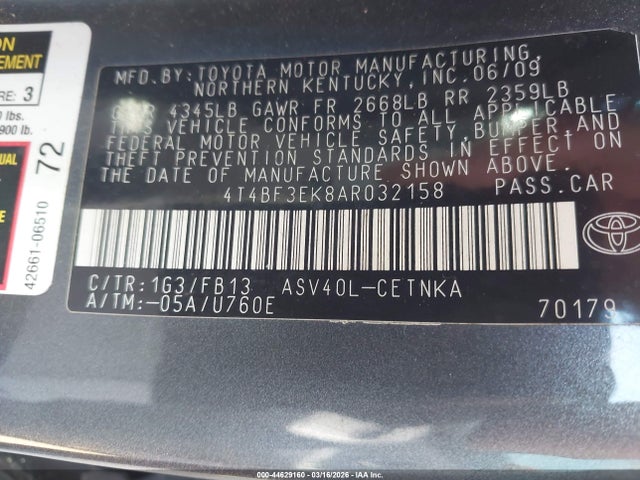 ON
EMENT
RE: 3
lbs.
900 lb.
UAL
72
42661-06510
MFD.BY: TOYOTA MOTOR MANUFACTURING,
NORTHERN KENTUCKY, INC. 06/09
GVWR 4345LB GAWR FR 2668LB RR 2359LB
THIS VEHICLE CONFORMS TO ALL APPLICABLE
FEDERAL MOTOR VEHICLE SAFETY, BUMPER, AND
THEFT PREVENTION STANDARDS IN EFFECT ON
THE DATE OF MANUFACTURE SHOWN ABOVE.
4T4BF3EK8AR032158 PASS.CAR
C/TR: 1G3/FB13 ASV40L-CETNKA
A/TM: -05A/U760E 70179
000-44629160 - 03/16/2026 - IAA Inc.